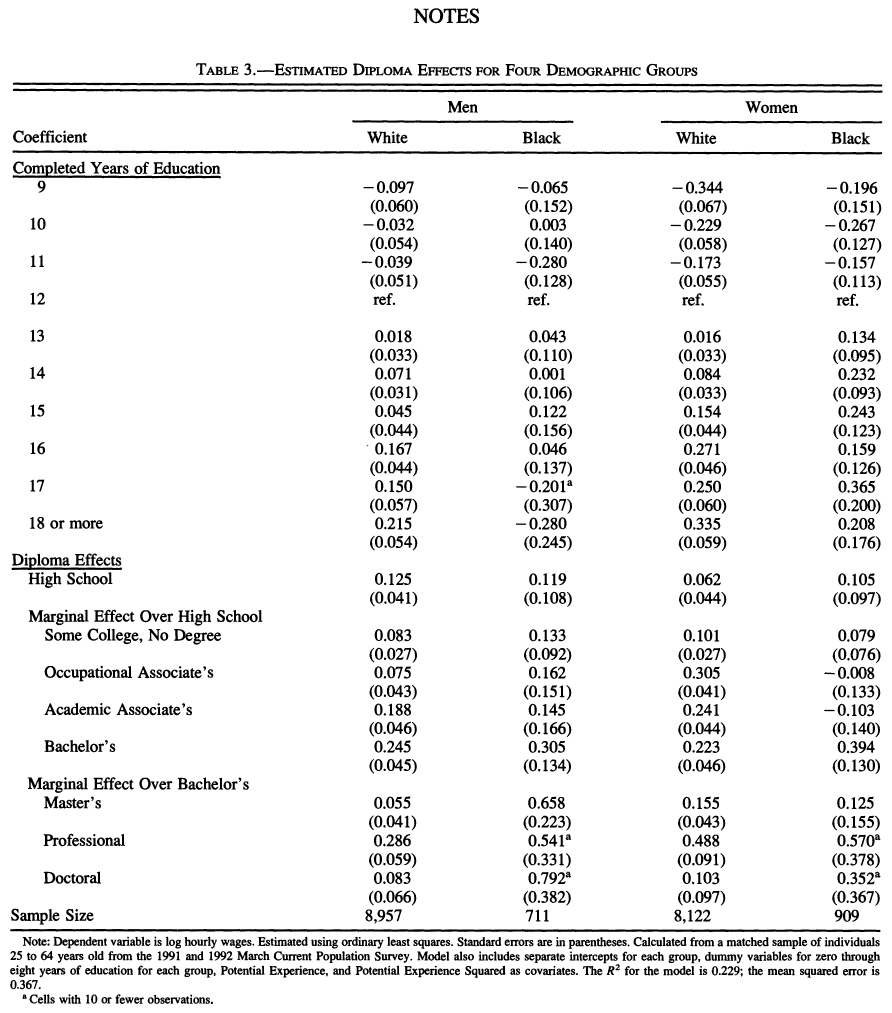 NOTES
TABLE 3.—ESTIMATED DIPLOMA EFFECTS FOR FOUR DEMOGRAPHIC GROUPS
Men Women
Coefficient White Black White Black
Completed Years of Education
9 −0.097 −0.065 −0.344 −0.196
(0.060) (0.152) (0.067) (0.151)
10 −0.032 0.003 −0.229 −0.267
(0.054) (0.140) (0.058) (0.127)
11 −0.039 −0.280 −0.173 −0.157
(0.051) (0.128) (0.055) (0.113)
12 ref. ref. ref. ref.
13 0.018 0.043 0.016 0.134
(0.033) (0.110) (0.033) (0.095)
14 0.071 0.001 0.084 0.232
(0.031) (0.106) (0.033) (0.093)
15 0.045 0.122 0.154 0.243
(0.044) (0.156) (0.044) (0.123)
16 0.167 0.046 0.271 0.159
(0.044) (0.137) (0.046) (0.126)
17 0.150 −0.201ᵃ 0.250 0.365
(0.057) (0.307) (0.060) (0.200)
18 or more 0.215 −0.280 0.335 0.208
(0.054) (0.245) (0.059) (0.176)
Diploma Effects
High School 0.125 0.119 0.062 0.105
(0.041) (0.108) (0.044) (0.097)
Marginal Effect Over High School
Some College, No Degree 0.083 0.133 0.101 0.079
(0.027) (0.092) (0.027) (0.076)
Occupational Associate's 0.075 0.162 0.305 −0.008
(0.043) (0.151) (0.041) (0.133)
Academic Associate's 0.188 0.145 0.241 −0.103
(0.046) (0.166) (0.044) (0.140)
Bachelor's 0.245 0.305 0.223 0.394
(0.045) (0.134) (0.046) (0.130)
Marginal Effect Over Bachelor's
Master's 0.055 0.658 0.155 0.125
(0.041) (0.223) (0.043) (0.155)
Professional 0.286 0.541ᵃ 0.488 0.570ᵃ
(0.059) (0.331) (0.091) (0.378)
Doctoral 0.083 0.792ᵃ 0.103 0.352ᵃ
(0.066) (0.382) (0.097) (0.367)
Sample Size 8,957 711 8,122 909
Note: Dependent variable is log hourly wages. Estimated using ordinary least squares. Standard errors are in parentheses. Calculated from a matched sample of individuals
25 to 64 years old from the 1991 and 1992 March Current Population Survey. Model also includes separate intercepts for each group, dummy variables for zero through
eight years of education for each group, Potential Experience, and Potential Experience Squared as covariates. The R² for the model is 0.229; the mean squared error is
0.367.
ᵃ Cells with 10 or fewer observations.